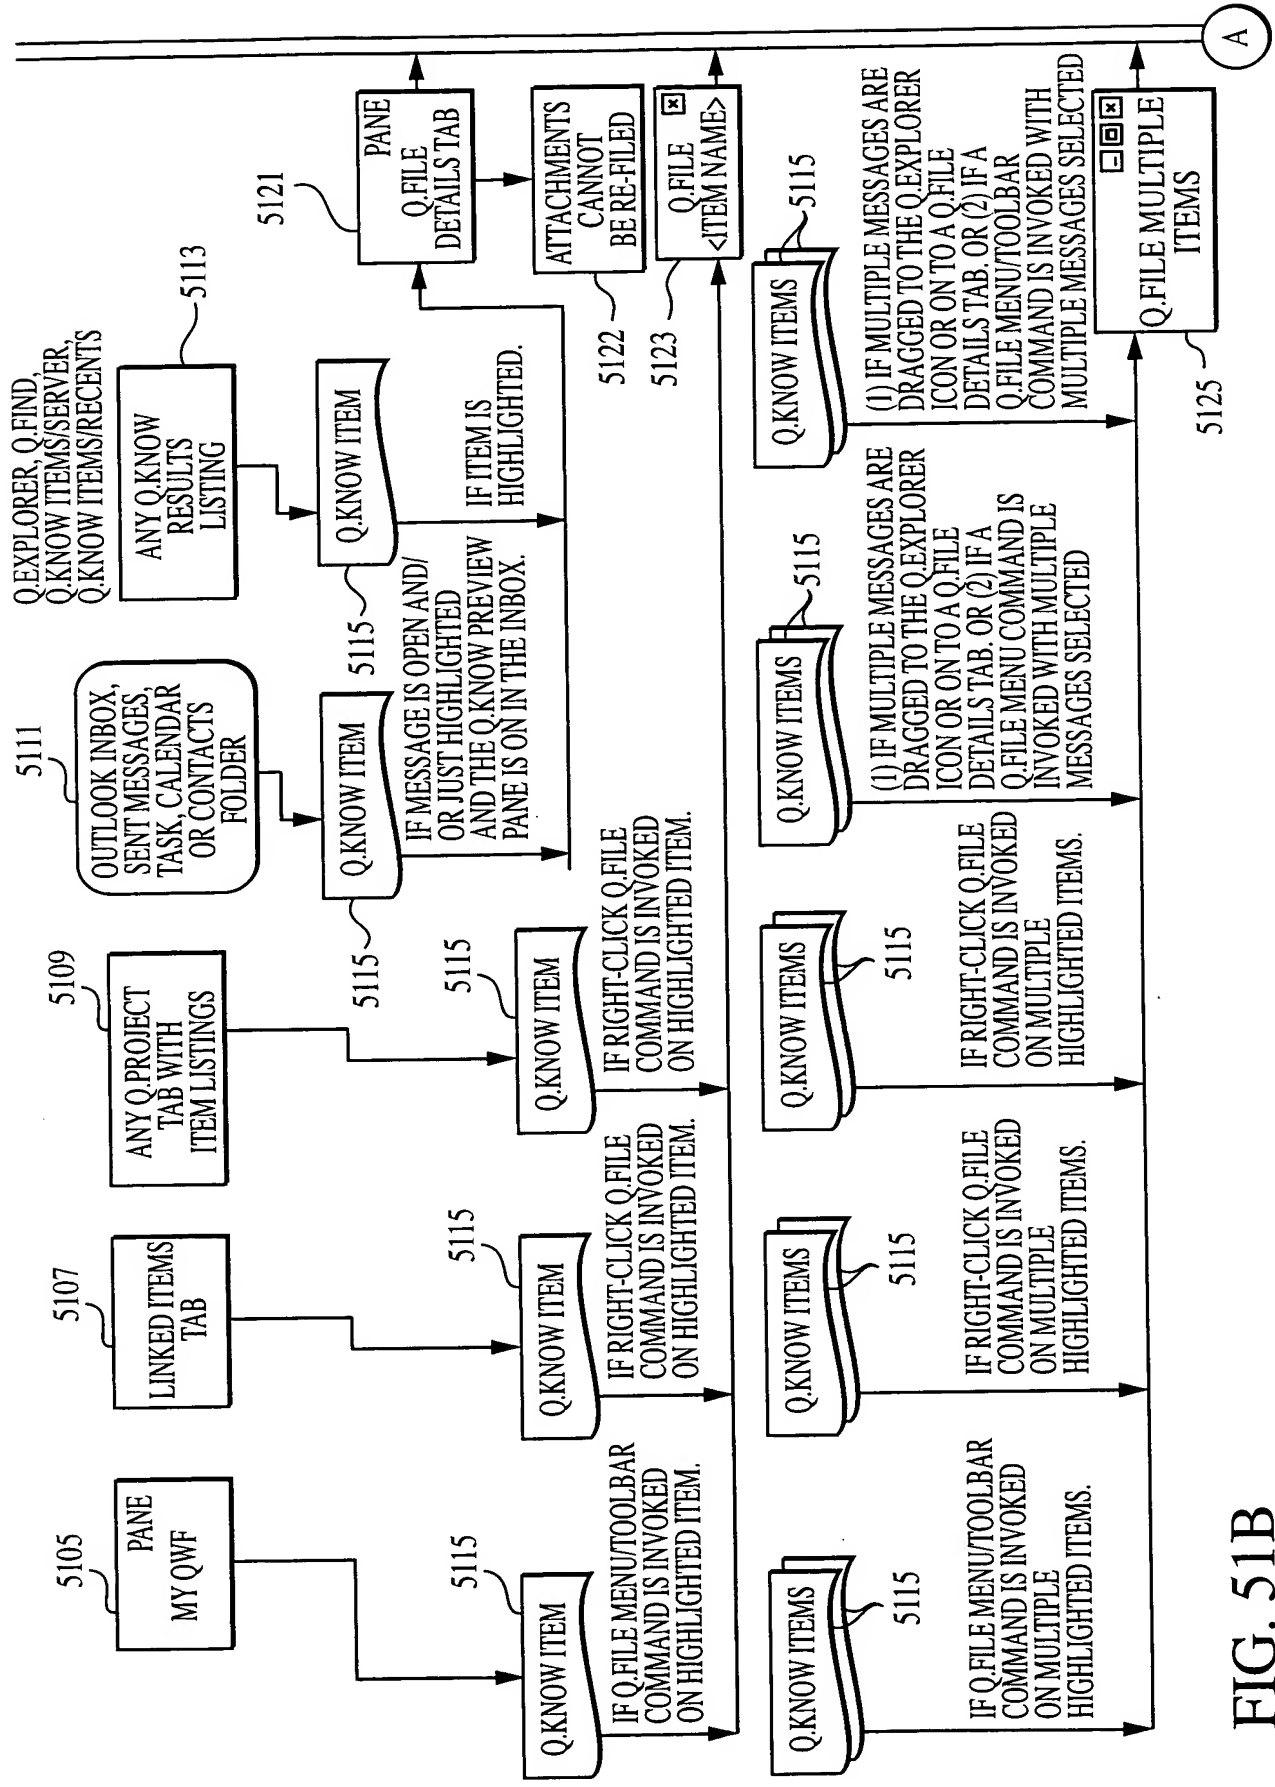 5105
PANE
MY QWF
5107
LINKED ITEMS
TAB
5109
ANY Q.PROJECT
TAB WITH
ITEM LISTINGS
5111
OUTLOOK INBOX,
SENT MESSAGES,
TASK, CALENDAR
OR CONTACTS
FOLDER
Q.EXPLORER, Q.FIND,
Q.KNOW ITEMS/SERVER,
Q.KNOW ITEMS/RECENTS
ANY Q.KNOW
RESULTS
LISTING
5113
5115
Q.KNOW ITEM
IF MESSAGE IS OPEN AND/
OR JUST HIGHLIGHTED
AND THE Q.KNOW PREVIEW
PANE IS ON IN THE INBOX.
5115
Q.KNOW ITEM
IF ITEM IS
HIGHLIGHTED.
5121
PANE
Q.FILE
DETAILS TAB
ATTACHMENTS
CANNOT
BE RE-FILED
5122
5115
Q.KNOW ITEM
IF Q.FILE MENU/TOOLBAR
COMMAND IS INVOKED
ON HIGHLIGHTED ITEM.
5115
Q.KNOW ITEM
IF RIGHT-CLICK Q.FILE
COMMAND IS INVOKED
ON HIGHLIGHTED ITEM.
5115
Q.KNOW ITEM
IF RIGHT-CLICK Q.FILE
COMMAND IS INVOKED
ON HIGHLIGHTED ITEM.
5123
Q.FILE
<ITEM NAME>
Q.KNOW ITEMS
5115
IF Q.FILE MENU/TOOLBAR
COMMAND IS INVOKED
ON MULTIPLE
HIGHLIGHTED ITEMS.
Q.KNOW ITEMS
5115
IF RIGHT-CLICK Q.FILE
COMMAND IS INVOKED
ON MULTIPLE
HIGHLIGHTED ITEMS.
Q.KNOW ITEMS
5115
IF RIGHT-CLICK Q.FILE
COMMAND IS INVOKED
ON MULTIPLE
HIGHLIGHTED ITEMS.
Q.KNOW ITEMS
5115
(1) IF MULTIPLE MESSAGES ARE
DRAGGED TO THE Q.EXPLORER
ICON OR ON TO A Q.FILE
DETAILS TAB. OR (2) IF A
Q.FILE MENU COMMAND IS
INVOKED WITH MULTIPLE
MESSAGES SELECTED
Q.KNOW ITEMS
5115
(1) IF MULTIPLE MESSAGES ARE
DRAGGED TO THE Q.EXPLORER
ICON OR ON TO A Q.FILE
DETAILS TAB. OR (2) IF A
Q.FILE MENU/TOOLBAR
COMMAND IS INVOKED WITH
MULTIPLE MESSAGES SELECTED
5125
Q.FILE MULTIPLE
ITEMS
A
FIG. 51B